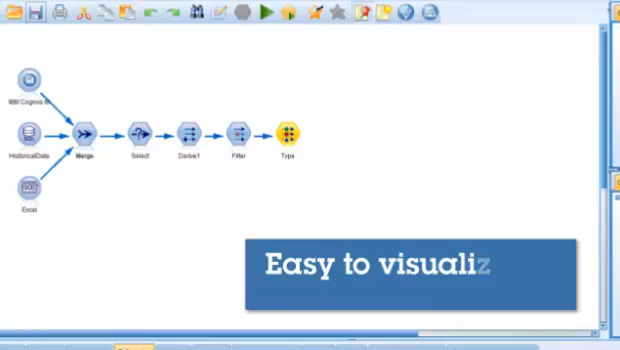 IBM Cognos BI
HistoricalData
Merge
Select
Derive1
Filter
Type
Excel
Easy to visualiz